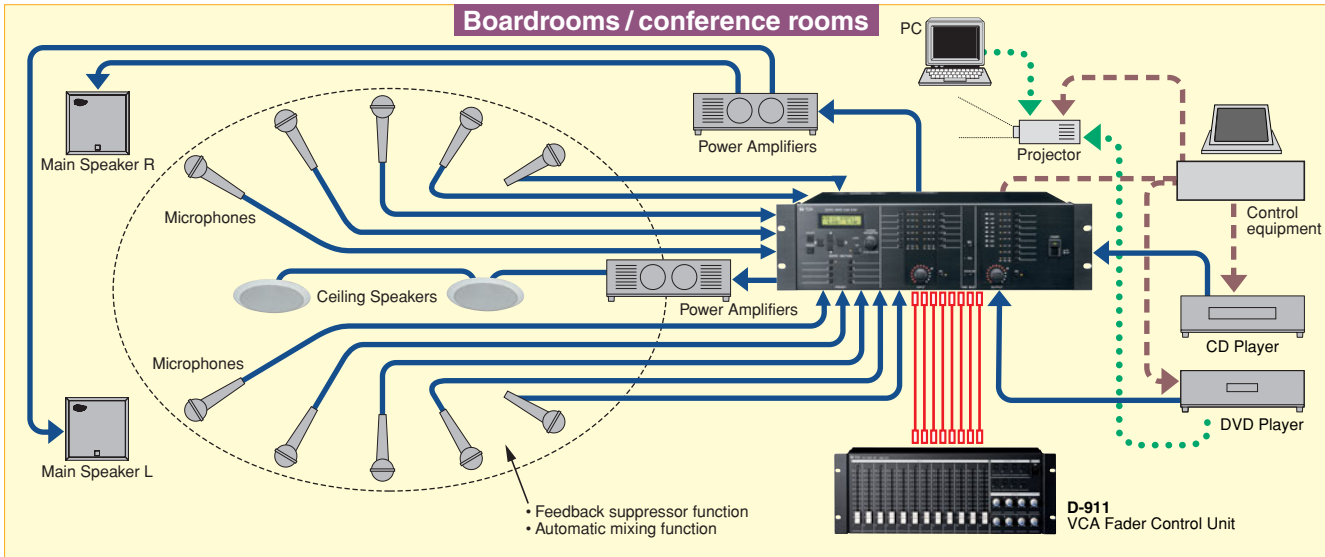 Boardrooms / conference rooms
PC
Main Speaker R
Power Amplifiers
Projector
Microphones
Control
equipment
Ceiling Speakers
Power Amplifiers
CD Player
Microphones
DVD Player
Main Speaker L
• Feedback suppressor function
• Automatic mixing function
D-911
VCA Fader Control Unit